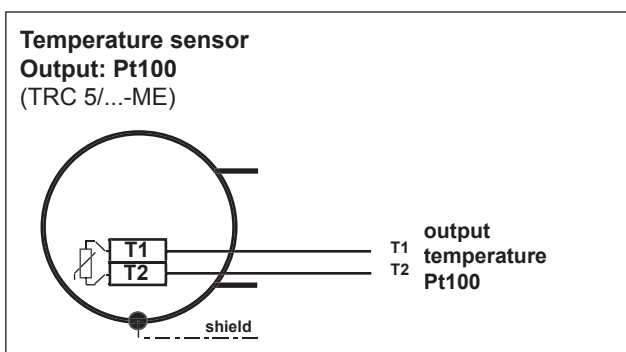 Temperature sensor
Output: Pt100
(TRC 5/...-ME)
T1
T2
T1
T2
output
temperature
Pt100
shield